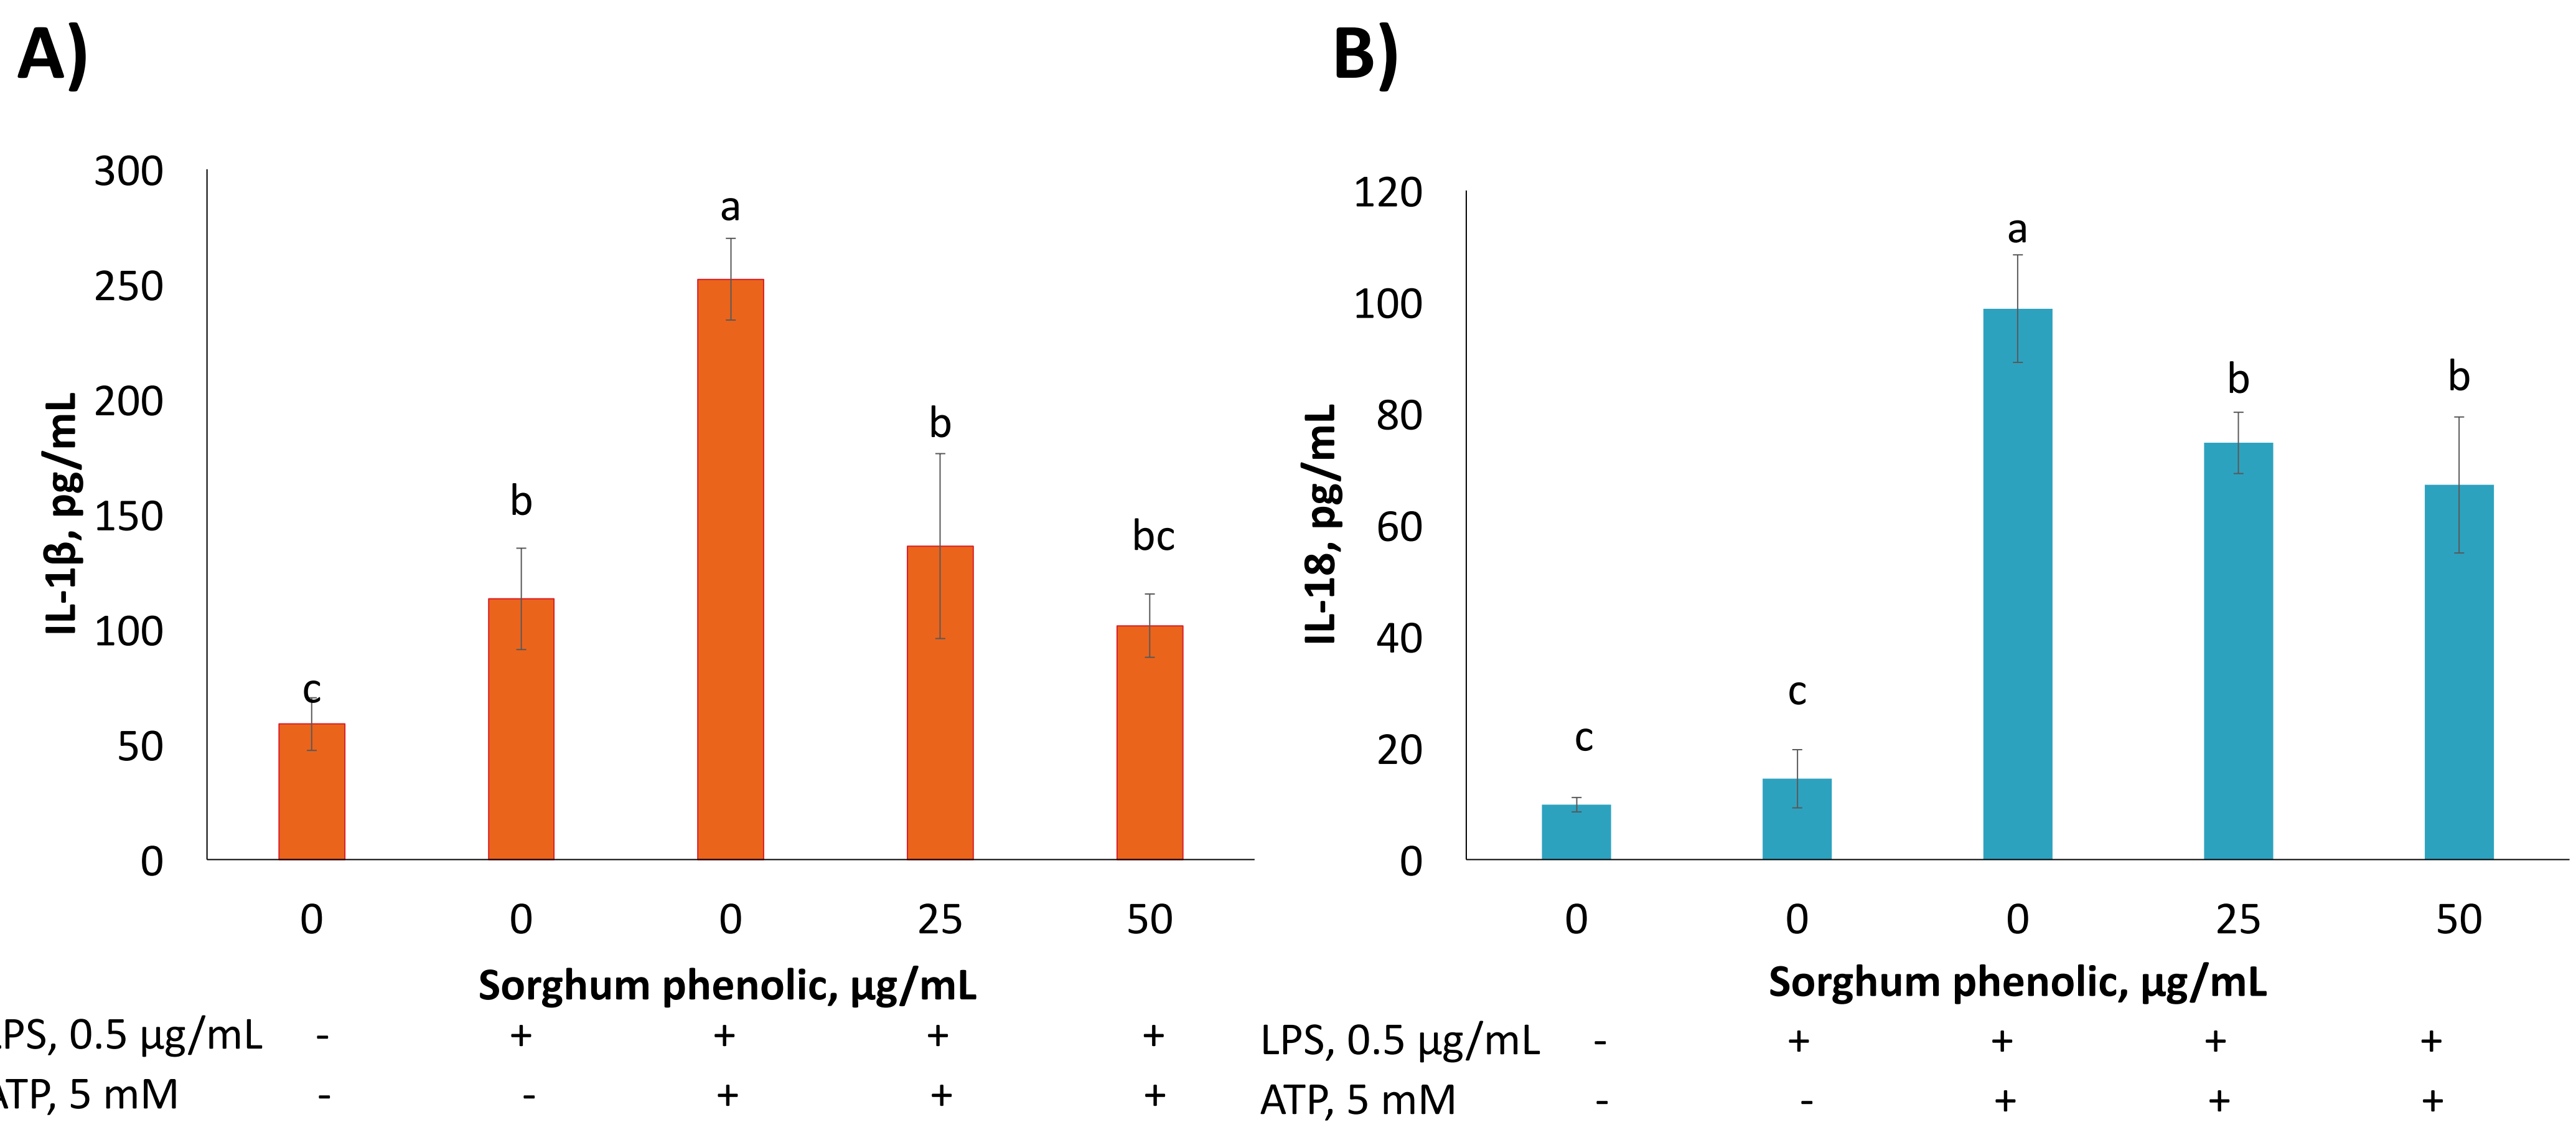 A)
300
a
250
200
b
b
150
bc
100
c
50
0
IL-1β, pg/mL
0 0 0 25 50
Sorghum phenolic, µg/mL
LPS, 0.5 µg/mL - + + + +
ATP, 5 mM - - + + +
B)
120
a
100
b b
80
60
40
c
c
20
0
IL-18, pg/mL
0 0 0 25 50
Sorghum phenolic, µg/mL
LPS, 0.5 µg/mL - + + + +
ATP, 5 mM - - + + +